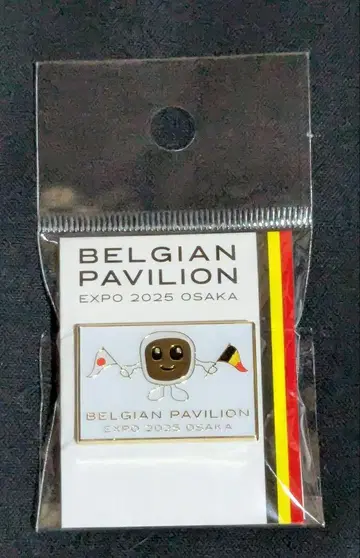 BELGIAN
PAVILION
EXPO 2025 OSAKA
BELGIAN PAVILION
EXPO 2025 OSAKA